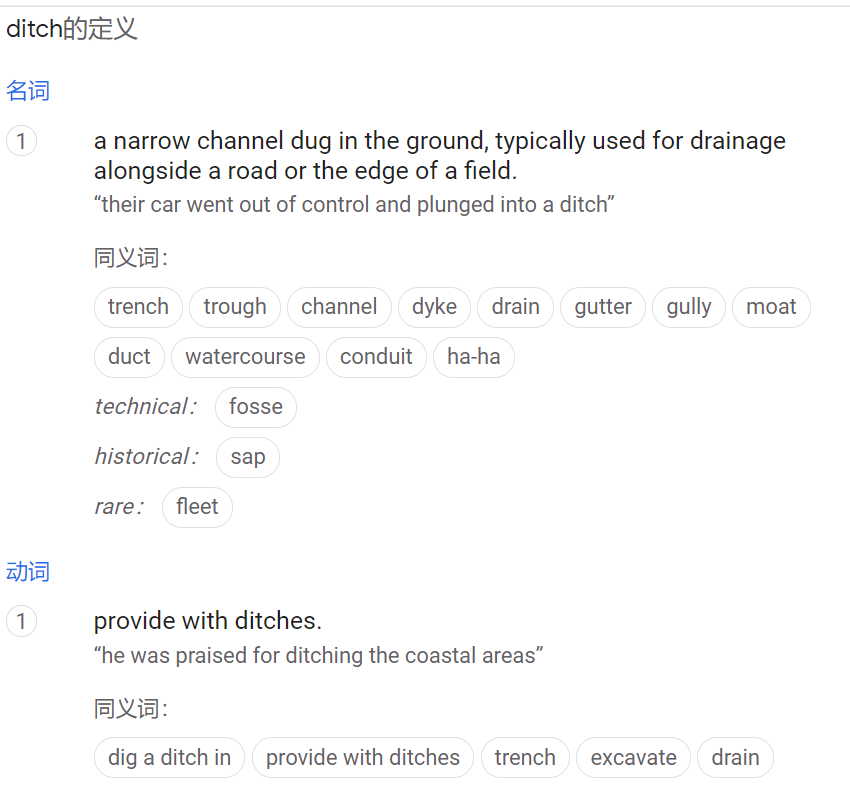 ditch的定义
名词
1 a narrow channel dug in the ground, typically used for drainage
alongside a road or the edge of a field.
“their car went out of control and plunged into a ditch”
同义词：
trench trough channel dyke drain gutter gully moat
duct watercourse conduit ha-ha
technical： fosse
historical： sap
rare： fleet
动词
1 provide with ditches.
“he was praised for ditching the coastal areas”
同义词：
dig a ditch in provide with ditches trench excavate drain